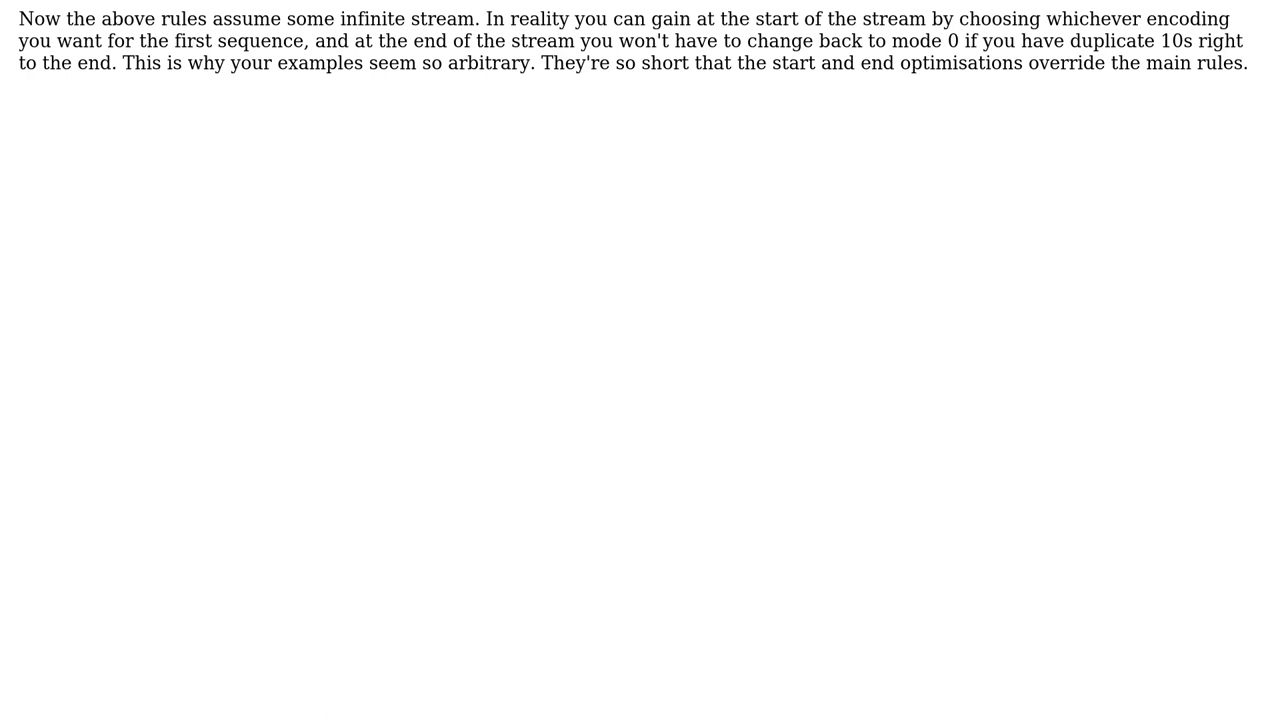 Now the above rules assume some infinite stream. In reality you can gain at the start of the stream by choosing whichever encoding
you want for the first sequence, and at the end of the stream you won't have to change back to mode 0 if you have duplicate 10s right
to the end. This is why your examples seem so arbitrary. They're so short that the start and end optimisations override the main rules.